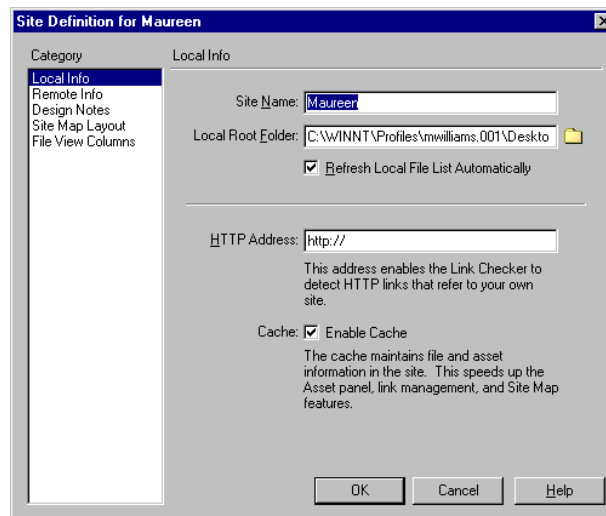 Site Definition for Maureen
Category
Local Info
Remote Info
Design Notes
Site Map Layout
File View Columns
Local Info
Site Name: Maureen
Local Root Folder: C:\WINNT\Profiles\mwilliams.001\Deskto
Refresh Local File List Automatically
HTTP Address: http://
This address enables the Link Checker to
detect HTTP links that refer to your own
site.
Cache: Enable Cache
The cache maintains file and asset
information in the site. This speeds up the
Asset panel, link management, and Site Map
features.
OK Cancel Help